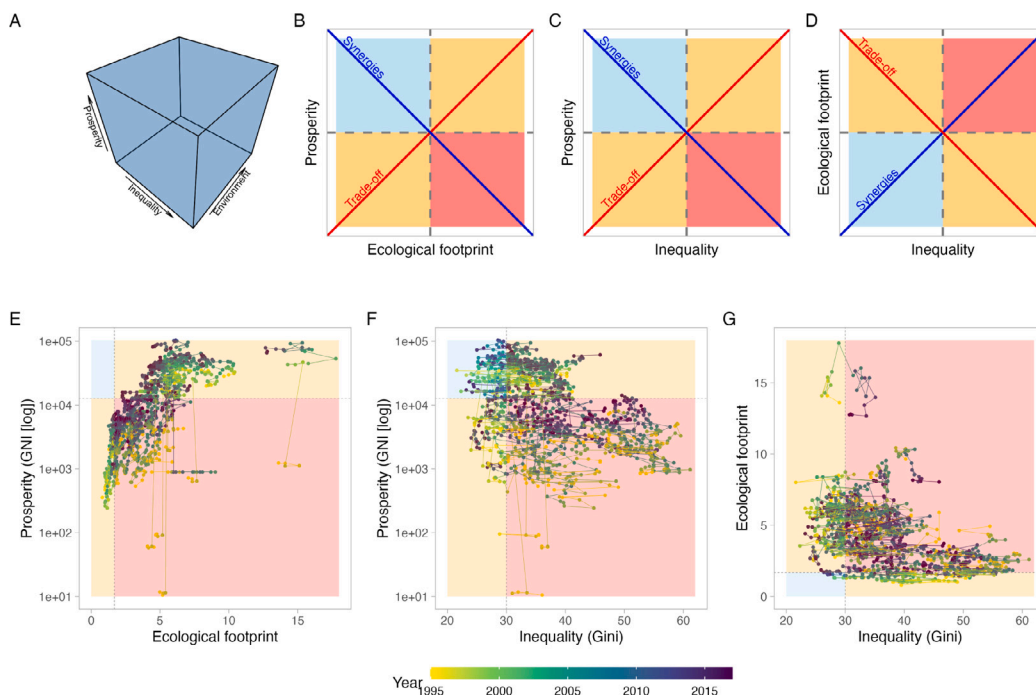 A
Prosperity
Inequality
Environment
B
Prosperity
Synergies
Trade-off
Ecological footprint
C
Prosperity
Synergies
Trade-off
Inequality
D
Ecological footprint
Trade-off
Synergies
Inequality
E
Prosperity (GNI [log])
1e+05
1e+04
1e+03
1e+02
1e+01
0 5 10 15
Ecological footprint
F
Prosperity (GNI [log])
1e+05
1e+04
1e+03
1e+02
1e+01
20 30 40 50 60
Inequality (Gini)
G
Ecological footprint
15
10
5
0
20 30 40 50 60
Inequality (Gini)
Year
1995 2000 2005 2010 2015